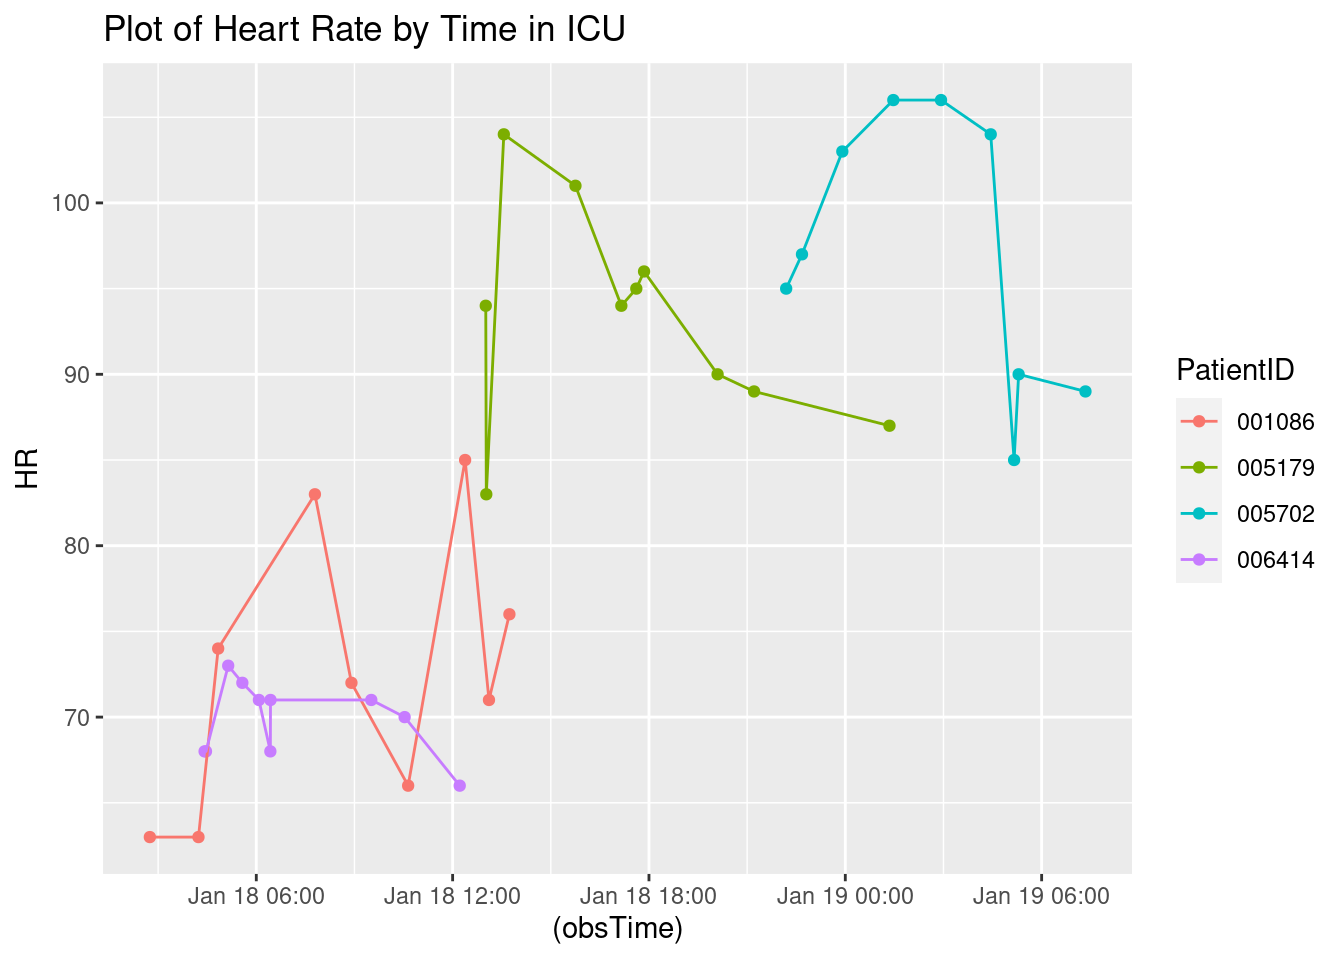 Plot of Heart Rate by Time in ICU
100
90
80
70
HR
Jan 18 06:00
Jan 18 12:00
Jan 18 18:00
Jan 19 00:00
Jan 19 06:00
(obsTime)
PatientID
001086
005179
005702
006414